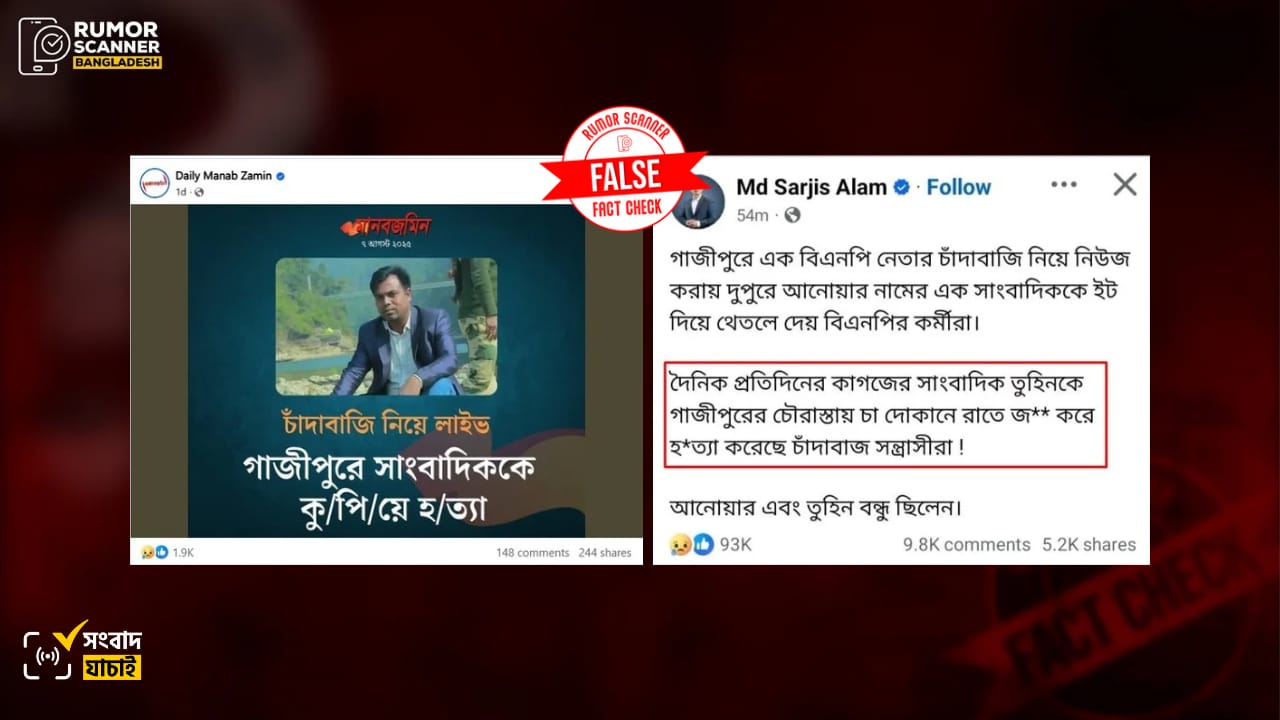 RUMOR
SCANNER
BANGLADESH
Daily Manab Zamin
1d
মানবজমিন
৭ আগস্ট ২০২৫
চাঁদাবাজি নিয়ে লাইভ
গাজীপুরে সাংবাদিককে
কু/পি/য়ে হ/ত্যা
1.9K
148 comments 244 shares
RUMOR SCANNER
FALSE
FACT CHECK
Md Sarjis Alam · Follow
54m ·
গাজীপুরে এক বিএনপি নেতার চাঁদাবাজি নিয়ে নিউজ
করায় দুপুরে আনোয়ার নামের এক সাংবাদিককে ইট
দিয়ে থেতলে দেয় বিএনপির কর্মীরা।
দৈনিক প্রতিদিনের কাগজের সাংবাদিক তুহিনকে
গাজীপুরের চৌরাস্তায় চা দোকানে রাতে জ** করে
হ*ত্যা করেছে চাঁদাবাজ সন্ত্রাসীরা !
আনোয়ার এবং তুহিন বন্ধু ছিলেন।
93K
9.8K comments 5.2K shares
সংবাদ
যাচাই
FACT CHECK